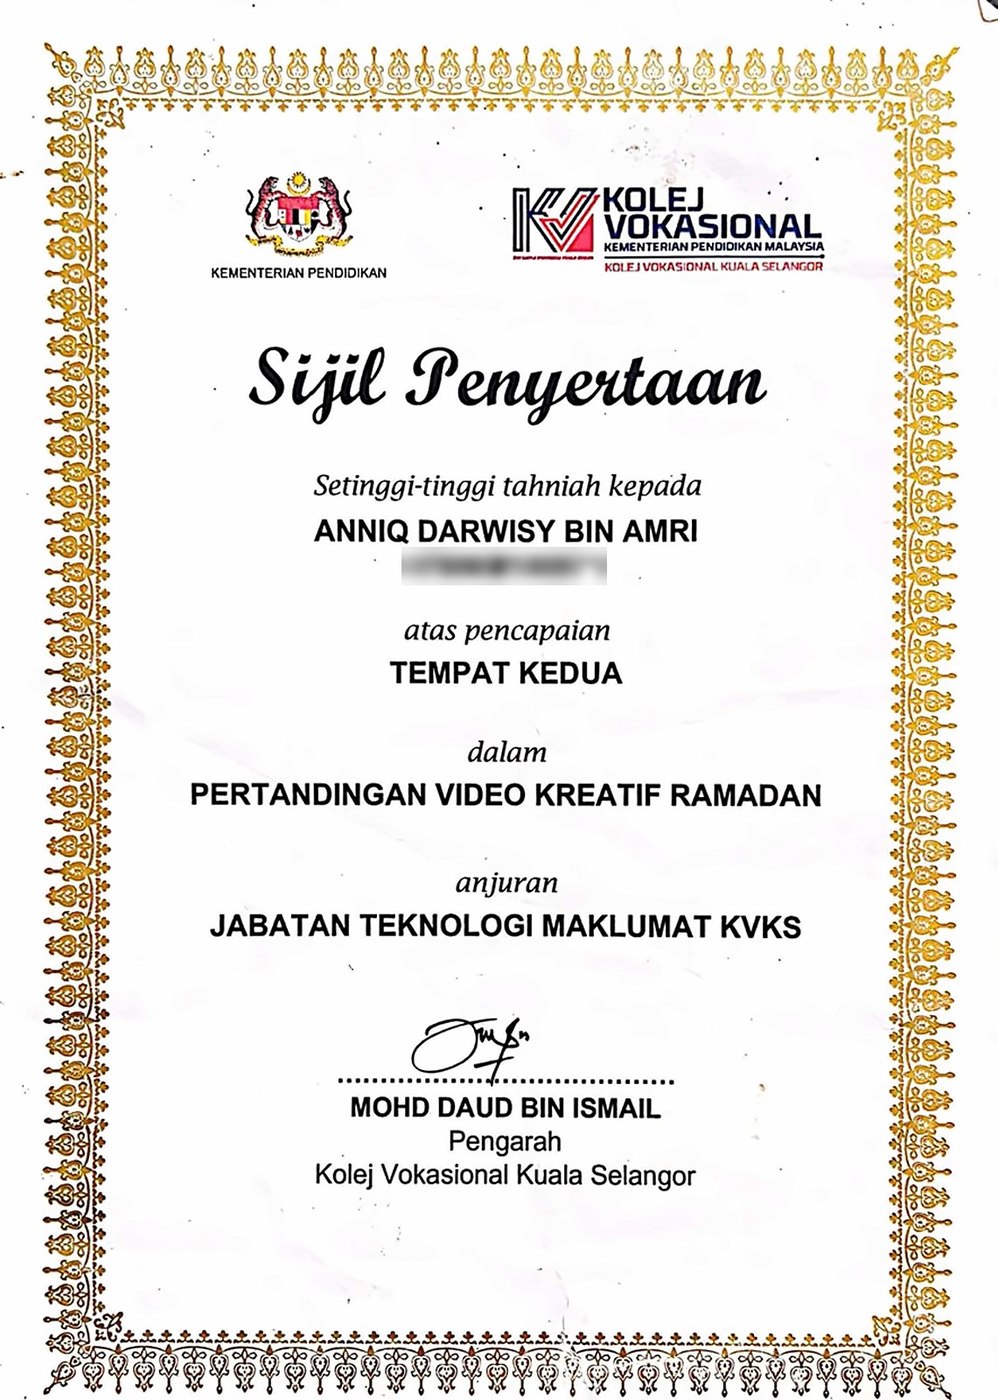 KEMENTERIAN PENDIDIKAN
KOLEJ
VOKASIONAL
KEMENTERIAN PENDIDIKAN MALAYSIA
KOLEJ VOKASIONAL KUALA SELANGOR
Sijil Penyertaan
Setinggi-tinggi tahniah kepada
ANNIQ DARWISY BIN AMRI
atas pencapaian
TEMPAT KEDUA
dalam
PERTANDINGAN VIDEO KREATIF RAMADAN
anjuran
JABATAN TEKNOLOGI MAKLUMAT KVKS
MOHD DAUD BIN ISMAIL
Pengarah
Kolej Vokasional Kuala Selangor